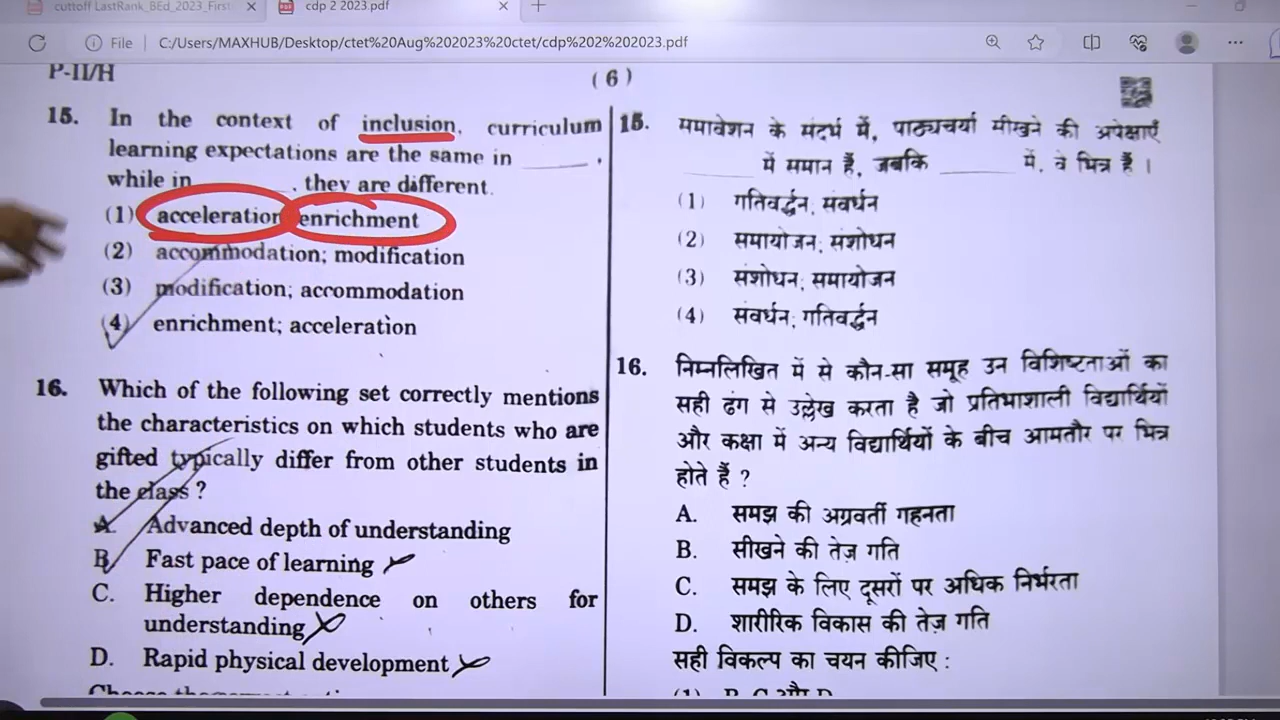 cuttoff LastRank_BEd_2023_First
cdp 2 2023.pdf
File
C:/Users/MAXHUB/Desktop/ctet%20Aug%202023%20ctet/cdp%202%202023.pdf
P-II/H
( 6 )
15. In the context of inclusion, curriculum
learning expectations are the same in ______,
while in ______, they are different.
(1) acceleration enrichment
(2) accommodation; modification
(3) modification; accommodation
(4) enrichment; acceleration
16. Which of the following set correctly mentions
the characteristics on which students who are
gifted typically differ from other students in
the class ?
A. Advanced depth of understanding
B. Fast pace of learning
C. Higher dependence on others for
understanding
D. Rapid physical development
15. समावेशन के संदर्भ में, पाठ्यचर्या सीखने की अपेक्षाएँ
______ में समान हैं, जबकि ______ में, वे भिन्न हैं ।
(1) गतिवर्द्धन; संवर्धन
(2) समायोजन; संशोधन
(3) संशोधन; समायोजन
(4) संवर्धन; गतिवर्द्धन
16. निम्नलिखित में से कौन-सा समूह उन विशिष्टताओं का
सही ढंग से उल्लेख करता है जो प्रतिभाशाली विद्यार्थियों
और कक्षा में अन्य विद्यार्थियों के बीच आमतौर पर भिन्न
होते हैं ?
A. समझ की अग्रवर्ती गहनता
B. सीखने की तेज़ गति
C. समझ के लिए दूसरों पर अधिक निर्भरता
D. शारीरिक विकास की तेज़ गति
सही विकल्प का चयन कीजिए :